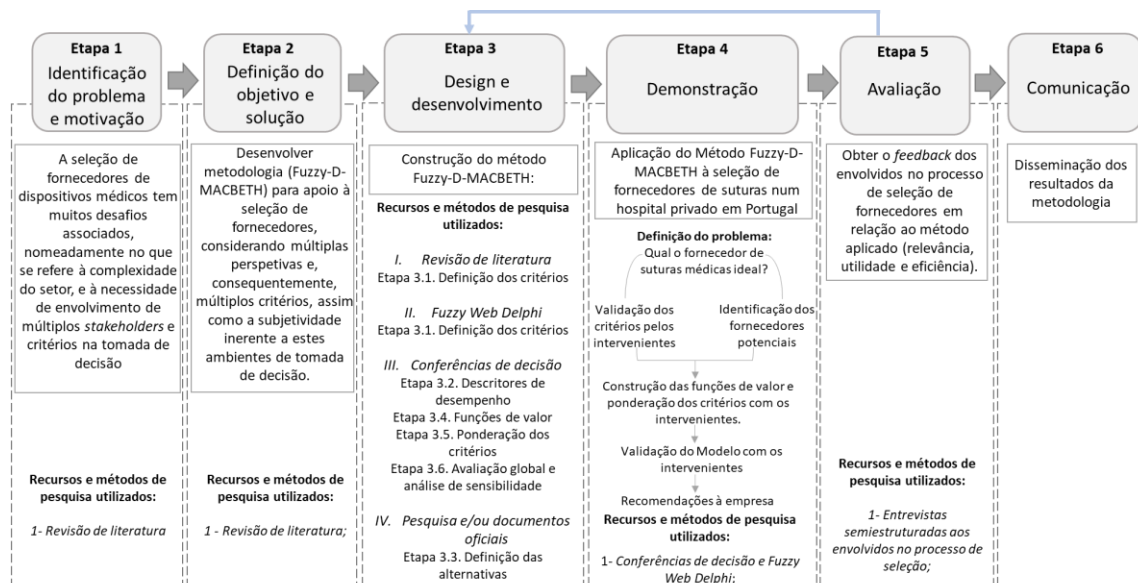 Etapa 1
Identificação
do problema
e motivação
A seleção de
fornecedores de
dispositivos médicos tem
muitos desafios
associados,
nomeadamente no que
se refere à complexidade
do setor, e à necessidade
de envolvimento de
múltiplos stakeholders e
critérios na tomada de
decisão
Recursos e métodos de
pesquisa utilizados:
1- Revisão de literatura
Etapa 2
Definição do
objetivo e
solução
Desenvolver
metodologia (Fuzzy-D-
MACBETH) para apoio à
seleção de
fornecedores,
considerando múltiplas
perspetivas e,
consequentemente,
múltiplos critérios, assim
como a subjetividade
inerente a estes
ambientes de tomada
de decisão.
Recursos e métodos de
pesquisa utilizados:
1 - Revisão de literatura;
Etapa 3
Design e
desenvolvimento
Construção do método
Fuzzy-D-MACBETH:
Recursos e métodos de pesquisa
utilizados:
I. Revisão de literatura
Etapa 3.1. Definição dos critérios
II. Fuzzy Web Delphi
Etapa 3.1. Definição dos critérios
III. Conferências de decisão
Etapa 3.2. Descritores de
desempenho
Etapa 3.4. Funções de valor
Etapa 3.5. Ponderação dos
critérios
Etapa 3.6. Avaliação global e
análise de sensibilidade
IV. Pesquisa e/ou documentos
oficiais
Etapa 3.3. Definição das
alternativas
Etapa 4
Demonstração
Aplicação do Método Fuzzy-D-
MACBETH à seleção de
fornecedores de suturas num
hospital privado em Portugal
Definição do problema:
Qual o fornecedor de
suturas médicas ideal?
Validação dos
critérios pelos
intervenientes
Identificação dos
fornecedores
potenciais
Construção das funções de valor e
ponderação dos critérios com os
intervenientes.
Validação do Modelo com os
intervenientes
Recomendações à empresa
Recursos e métodos de pesquisa
utilizados:
1- Conferências de decisão e Fuzzy
Web Delphi;
Etapa 5
Avaliação
Obter o feedback dos
envolvidos no processo
de seleção de
fornecedores em
relação ao método
aplicado (relevância,
utilidade e eficiência).
Recursos e métodos de
pesquisa utilizados:
1- Entrevistas
semiestruturadas aos
envolvidos no processo de
seleção;
Etapa 6
Comunicação
Disseminação dos
resultados da
metodologia